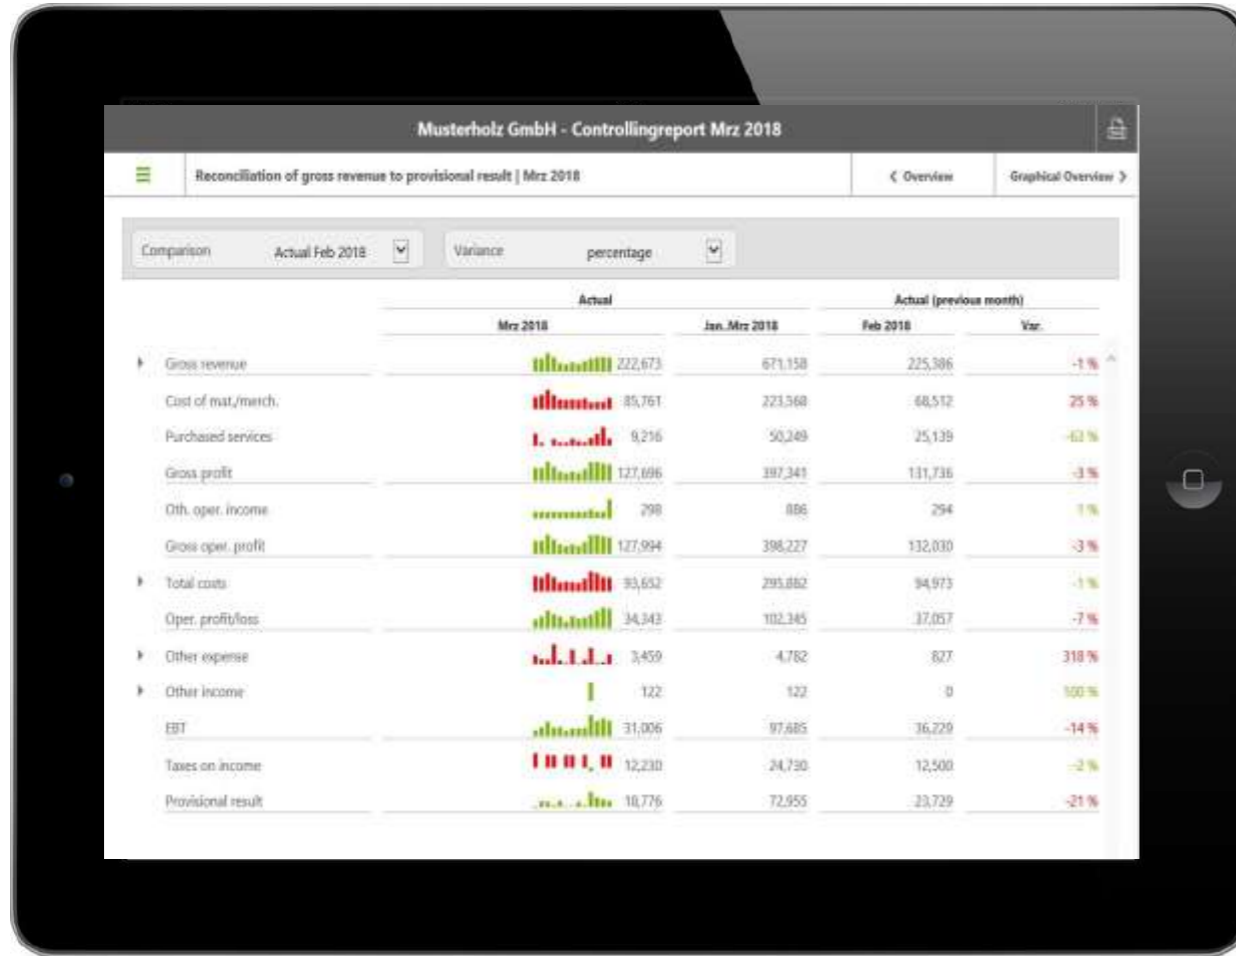 Musterholz GmbH - Controllingreport Mrz 2018
Reconciliation of gross revenue to provisional result | Mrz 2018 < Overview Graphical Overview >
Comparison Actual Feb 2018 Variance percentage
Actual Actual (previous month)
Mrz 2018 Jan..Mrz 2018 Feb 2018 Var.
Gross revenue 222,673 671,158 225,386 -1 %
Cost of mat./merch. 85,761 223,568 68,512 25 %
Purchased services 9,216 50,249 25,139 -63 %
Gross profit 127,696 397,341 131,736 -3 %
Oth. oper. income 298 886 294 1 %
Gross oper. profit 127,994 398,227 132,030 -3 %
Total costs 93,652 295,882 94,973 -1 %
Oper. profit/loss 34,343 102,345 37,057 -7 %
Other expense 3,459 4,782 827 318 %
Other income 122 122 0 100 %
EBT 31,006 97,685 36,229 -14 %
Taxes on income 12,230 24,730 12,500 -2 %
Provisional result 18,776 72,955 23,729 -21 %